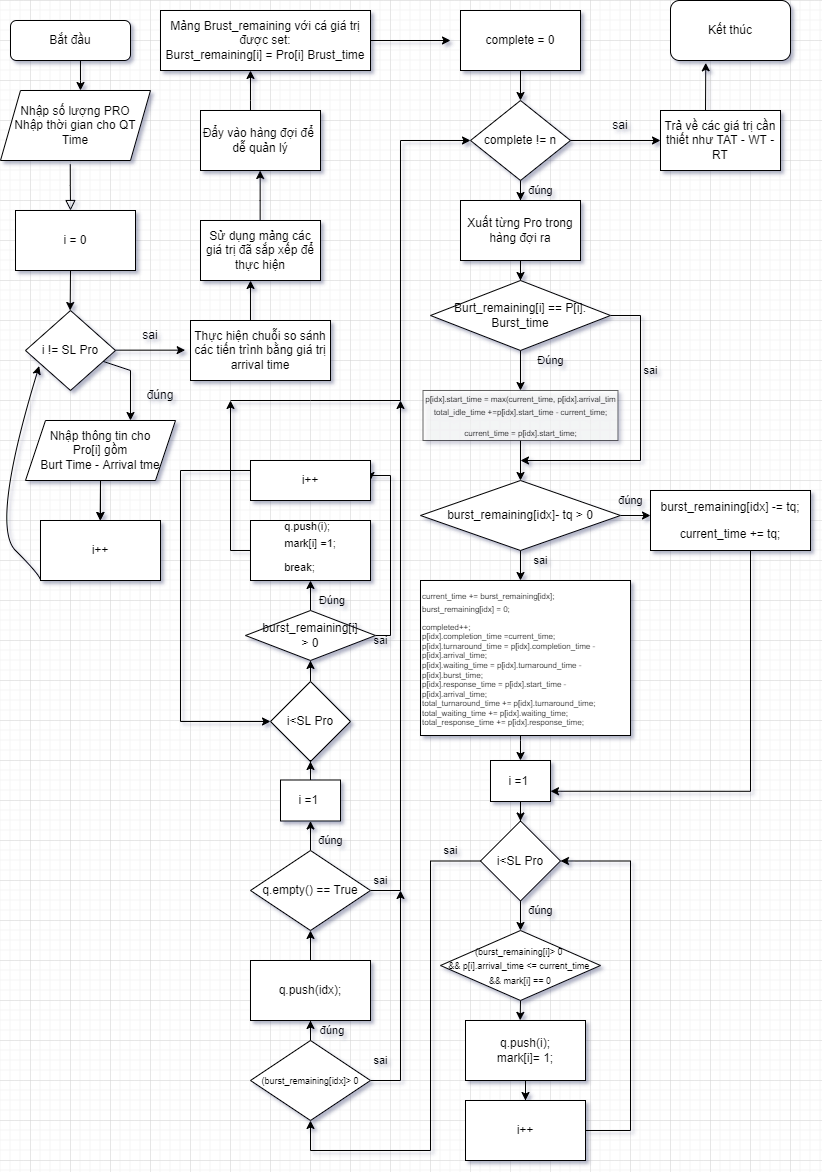 Bắt đầu
Nhập số lượng PRO
Nhập thời gian cho QT
Time
i = 0
i != SL Pro
sai
đúng
Nhập thông tin cho
Pro[i] gồm
Burt Time - Arrival tme
i++
Thực hiện chuỗi so sánh
các tiến trình bằng giá trị
arrival time
Sử dụng mảng các
giá trị đã sắp xếp để
thực hiện
Đẩy vào hàng đợi để
dễ quản lý
Mảng Brust_remaining với cá giá trị
được set:
Burst_remaining[i] = Pro[i] Brust_time
complete = 0
complete != n
sai
Trả về các giá trị cần
thiết như TAT - WT -
RT
Kết thúc
đúng
Xuất từng Pro trong
hàng đợi ra
Burt_remaining[i] == P[i].
Burst_time
sai
Đúng
p[idx].start_time = max(current_time, p[idx].arrival_tim
total_idle_time +=p[idx].start_time - current_time;
current_time = p[idx].start_time;
burst_remaining[idx]- tq > 0
đúng
burst_remaining[idx] -= tq;
current_time += tq;
sai
current_time += burst_remaining[idx];
burst_remaining[idx] = 0;
completed++;
p[idx].completion_time =current_time;
p[idx].turnaround_time = p[idx].completion_time -
p[idx].arrival_time;
p[idx].waiting_time = p[idx].turnaround_time -
p[idx].burst_time;
p[idx].response_time = p[idx].start_time -
p[idx].arrival_time;
total_turnaround_time += p[idx].turnaround_time;
total_waiting_time += p[idx].waiting_time;
total_response_time += p[idx].response_time;
i =1
i<SL Pro
sai
đúng
(burst_remaining[i]> 0
&& p[i].arrival_time <= current_time
&& mark[i] == 0
q.push(i);
mark[i]= 1;
i++
(burst_remaining[idx]> 0
sai
đúng
q.push(idx);
q.empty() == True
sai
đúng
i =1
i<SL Pro
burst_remaining[i]
> 0
sai
Đúng
q.push(i);
mark[i] =1;
break;
i++